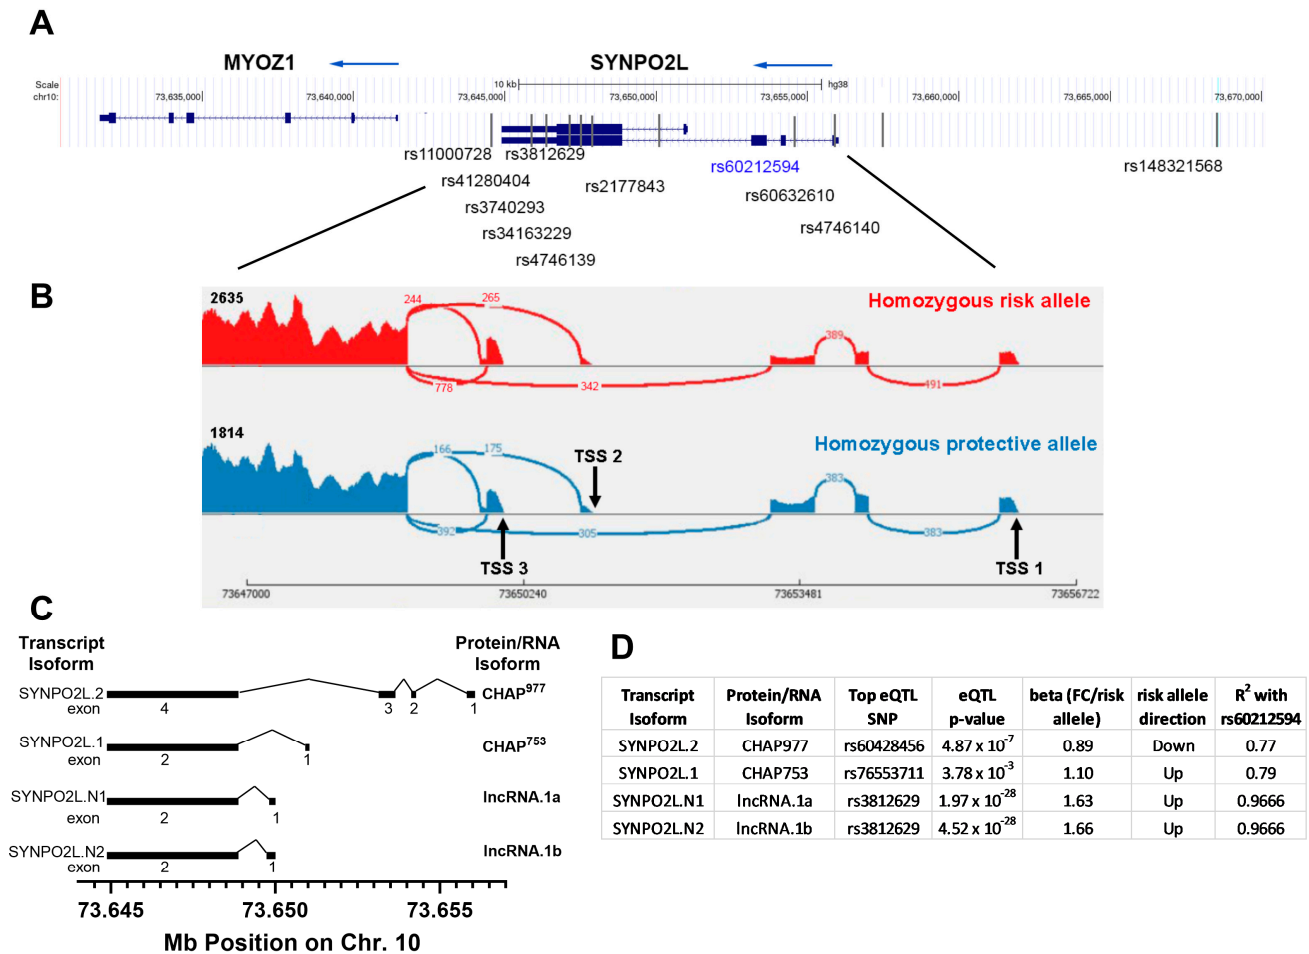 A
MYOZ1
SYNPO2L
Scale
10 kb
hg38
chr10:
73,635,000
73,640,000
73,645,000
73,650,000
73,655,000
73,660,000
73,665,000
73,670,000
rs11000728
rs3812629
rs60212594
rs148321568
rs41280404
rs2177843
rs60632610
rs3740293
rs4746140
rs34163229
rs4746139
B
2635
244
265
Homozygous risk allele
389
778
342
491
1814
Homozygous protective allele
166
175
TSS 2
383
392
305
383
TSS 3
TSS 1
73647000
73650240
73653481
73656722
C
Transcript
Isoform
Protein/RNA
Isoform
SYNPO2L.2
CHAP977
exon
4
3
2
1
SYNPO2L.1
CHAP753
exon
2
1
SYNPO2L.N1
lncRNA.1a
exon
2
1
SYNPO2L.N2
lncRNA.1b
exon
2
1
73.645
73.650
73.655
Mb Position on Chr. 10
D
Transcript Isoform Protein/RNA Isoform Top eQTL SNP eQTL p-value beta (FC/risk allele) risk allele direction R2 with rs60212594
SYNPO2L.2 CHAP977 rs60428456 4.87 x 10-7 0.89 Down 0.77
SYNPO2L.1 CHAP753 rs76553711 3.78 x 10-3 1.10 Up 0.79
SYNPO2L.N1 lncRNA.1a rs3812629 1.97 x 10-28 1.63 Up 0.9666
SYNPO2L.N2 lncRNA.1b rs3812629 4.52 x 10-28 1.66 Up 0.9666